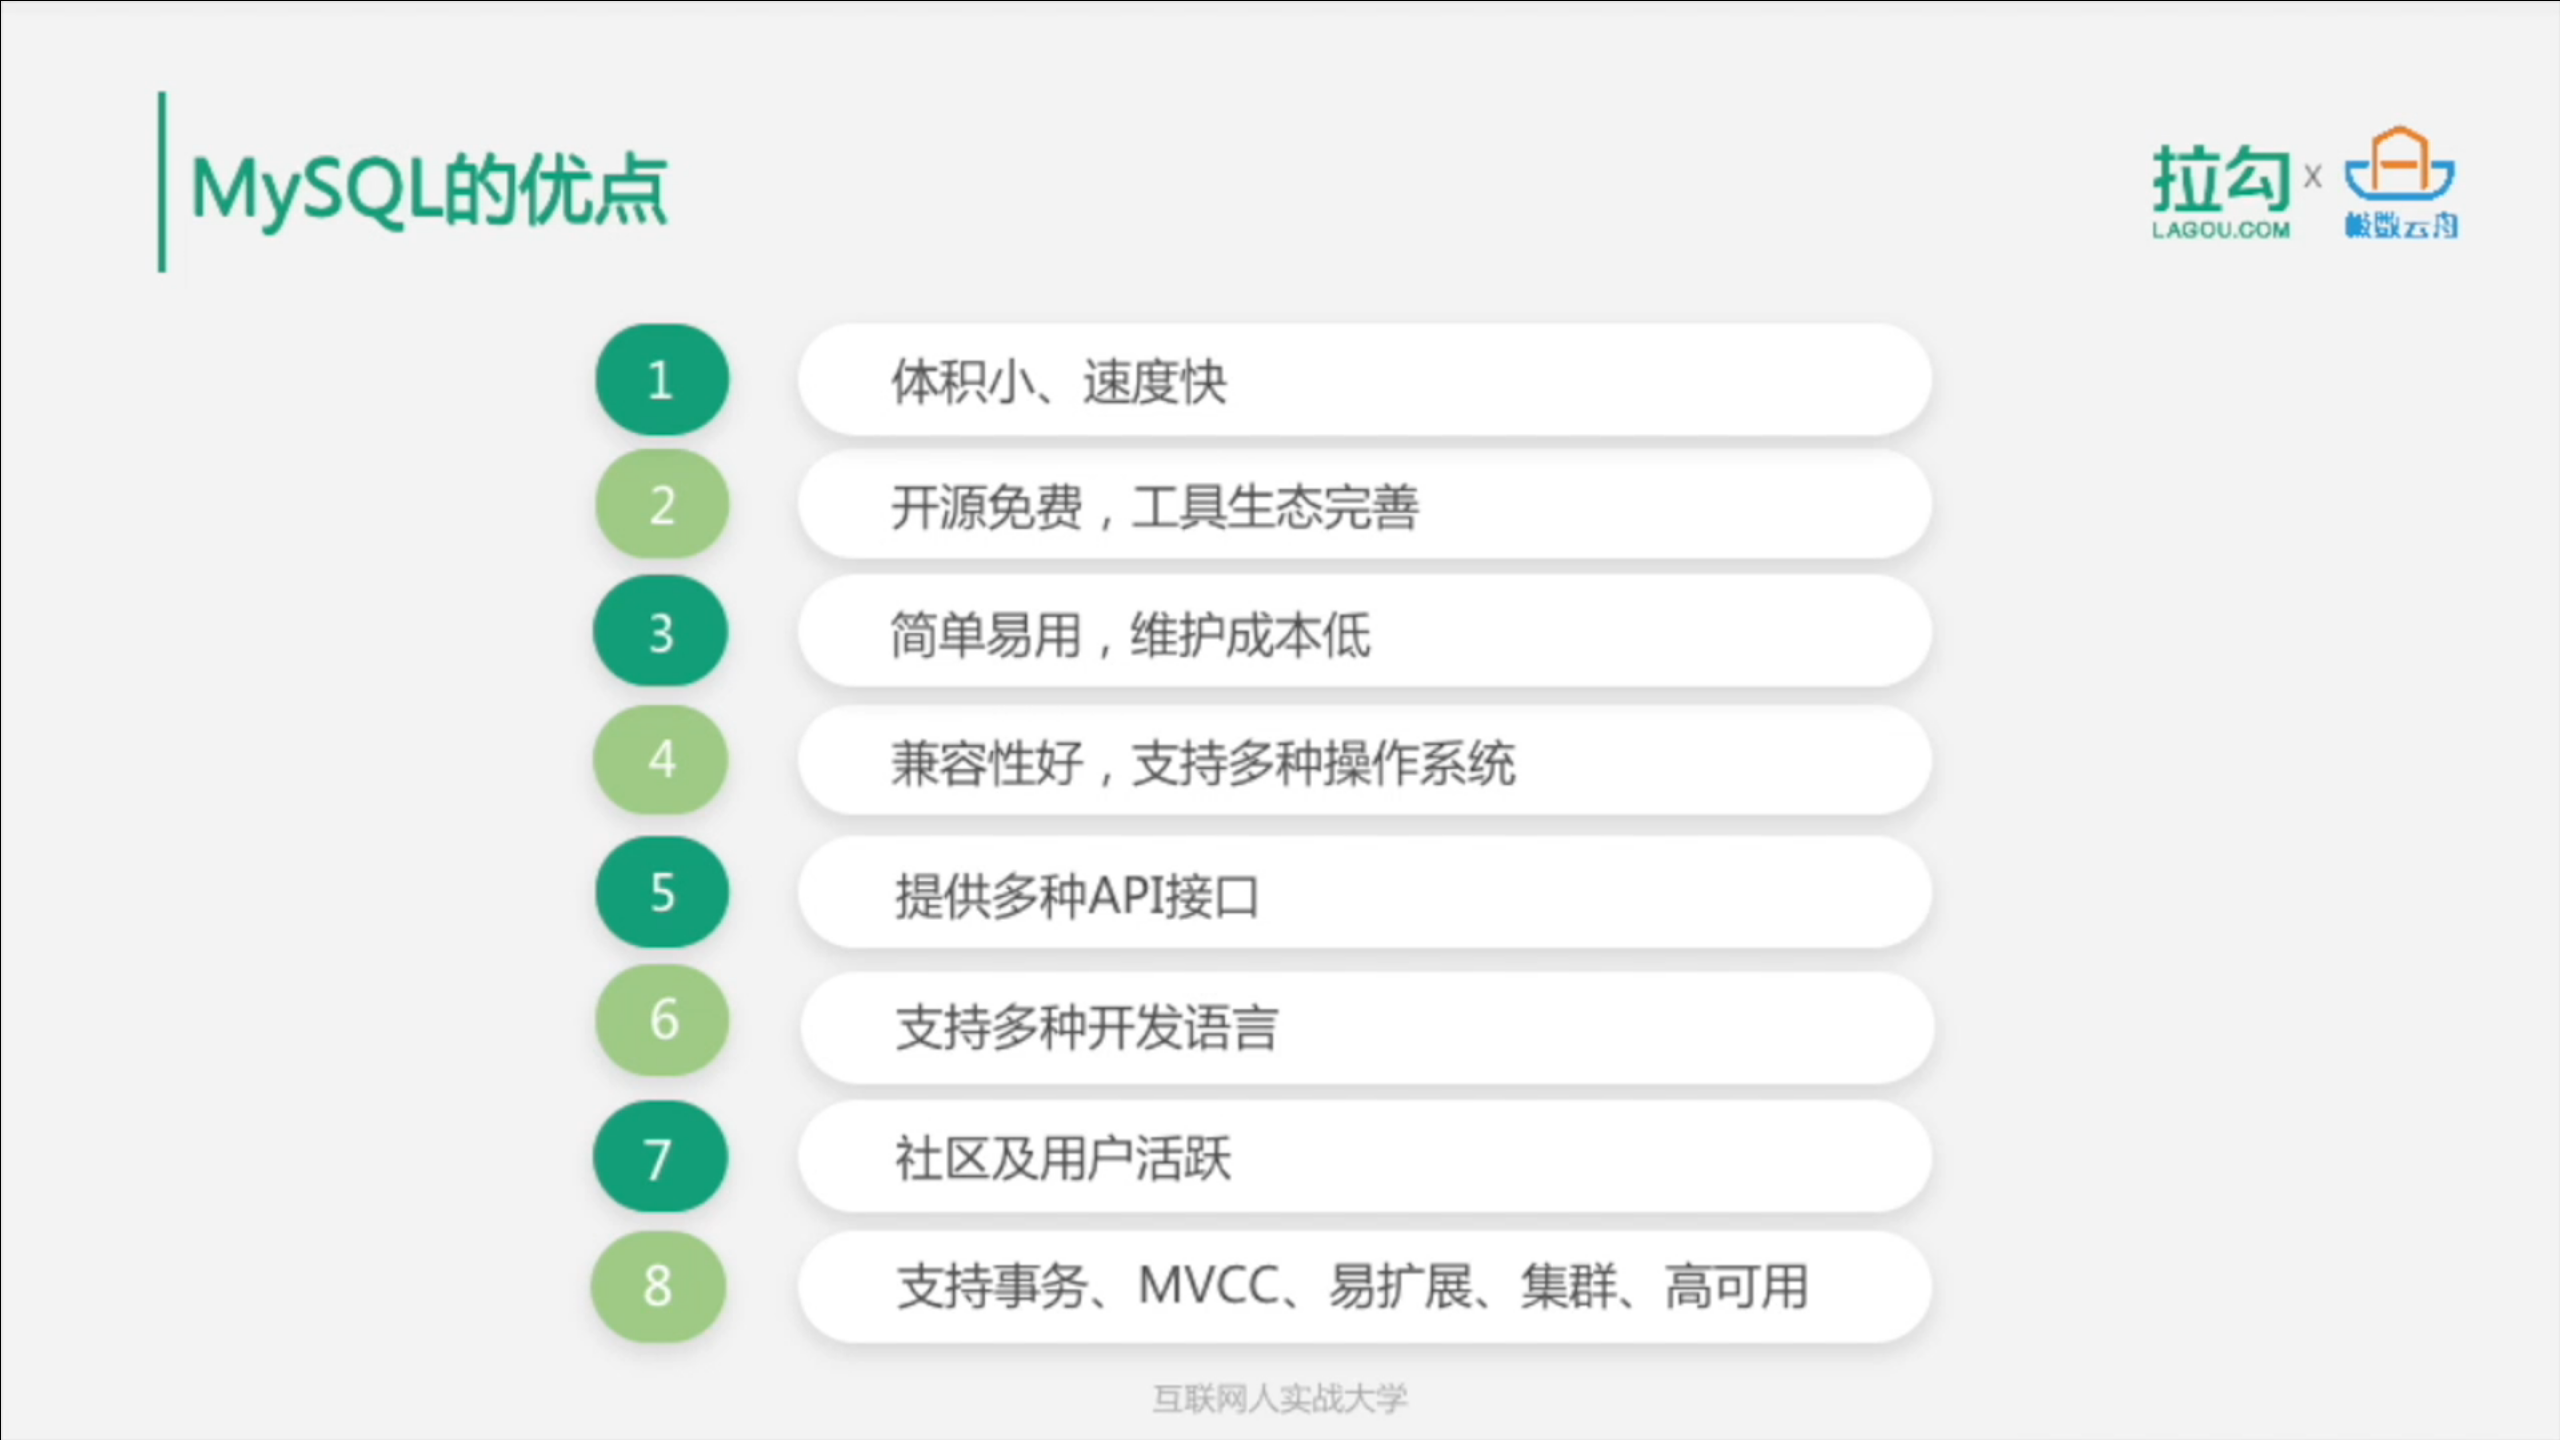 MySQL的优点
拉勾
X
LAGOU.COM
1
体积小、速度快
2
开源免费，工具生态完善
3
简单易用，维护成本低
4
兼容性好，支持多种操作系统
5
提供多种API接口
6
支持多种开发语言
7
社区及用户活跃
8
支持事务、MVCC、易扩展、集群、高可用
互联网人实战大学